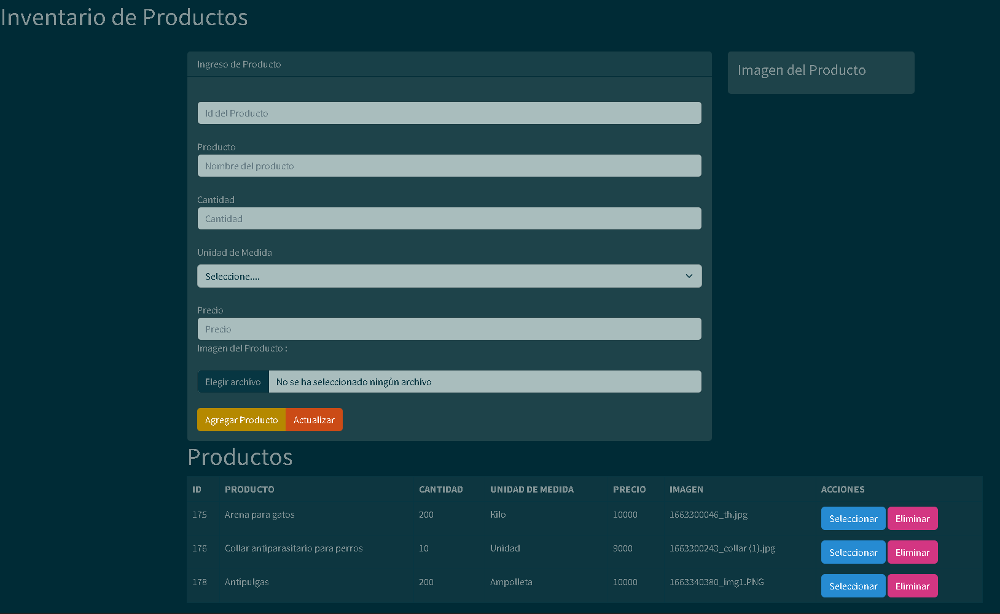 Inventario de Productos
Ingreso de Producto
Imagen del Producto
Id del Producto
Producto
Nombre del producto
Cantidad
Cantidad
Unidad de Medida
Seleccione....
Precio
Precio
Imagen del Producto :
Elegir archivo No se ha seleccionado ningún archivo
Agregar Producto Actualizar
Productos
ID PRODUCTO CANTIDAD UNIDAD DE MEDIDA PRECIO IMAGEN ACCIONES
175 Arena para gatos 200 Kilo 10000 1663300046_th.jpg Seleccionar Eliminar
176 Collar antiparasitario para perros 10 Unidad 9000 1663300243_collar (1).jpg Seleccionar Eliminar
178 Antipulgas 200 Ampolleta 10000 1663340380_img1.PNG Seleccionar Eliminar